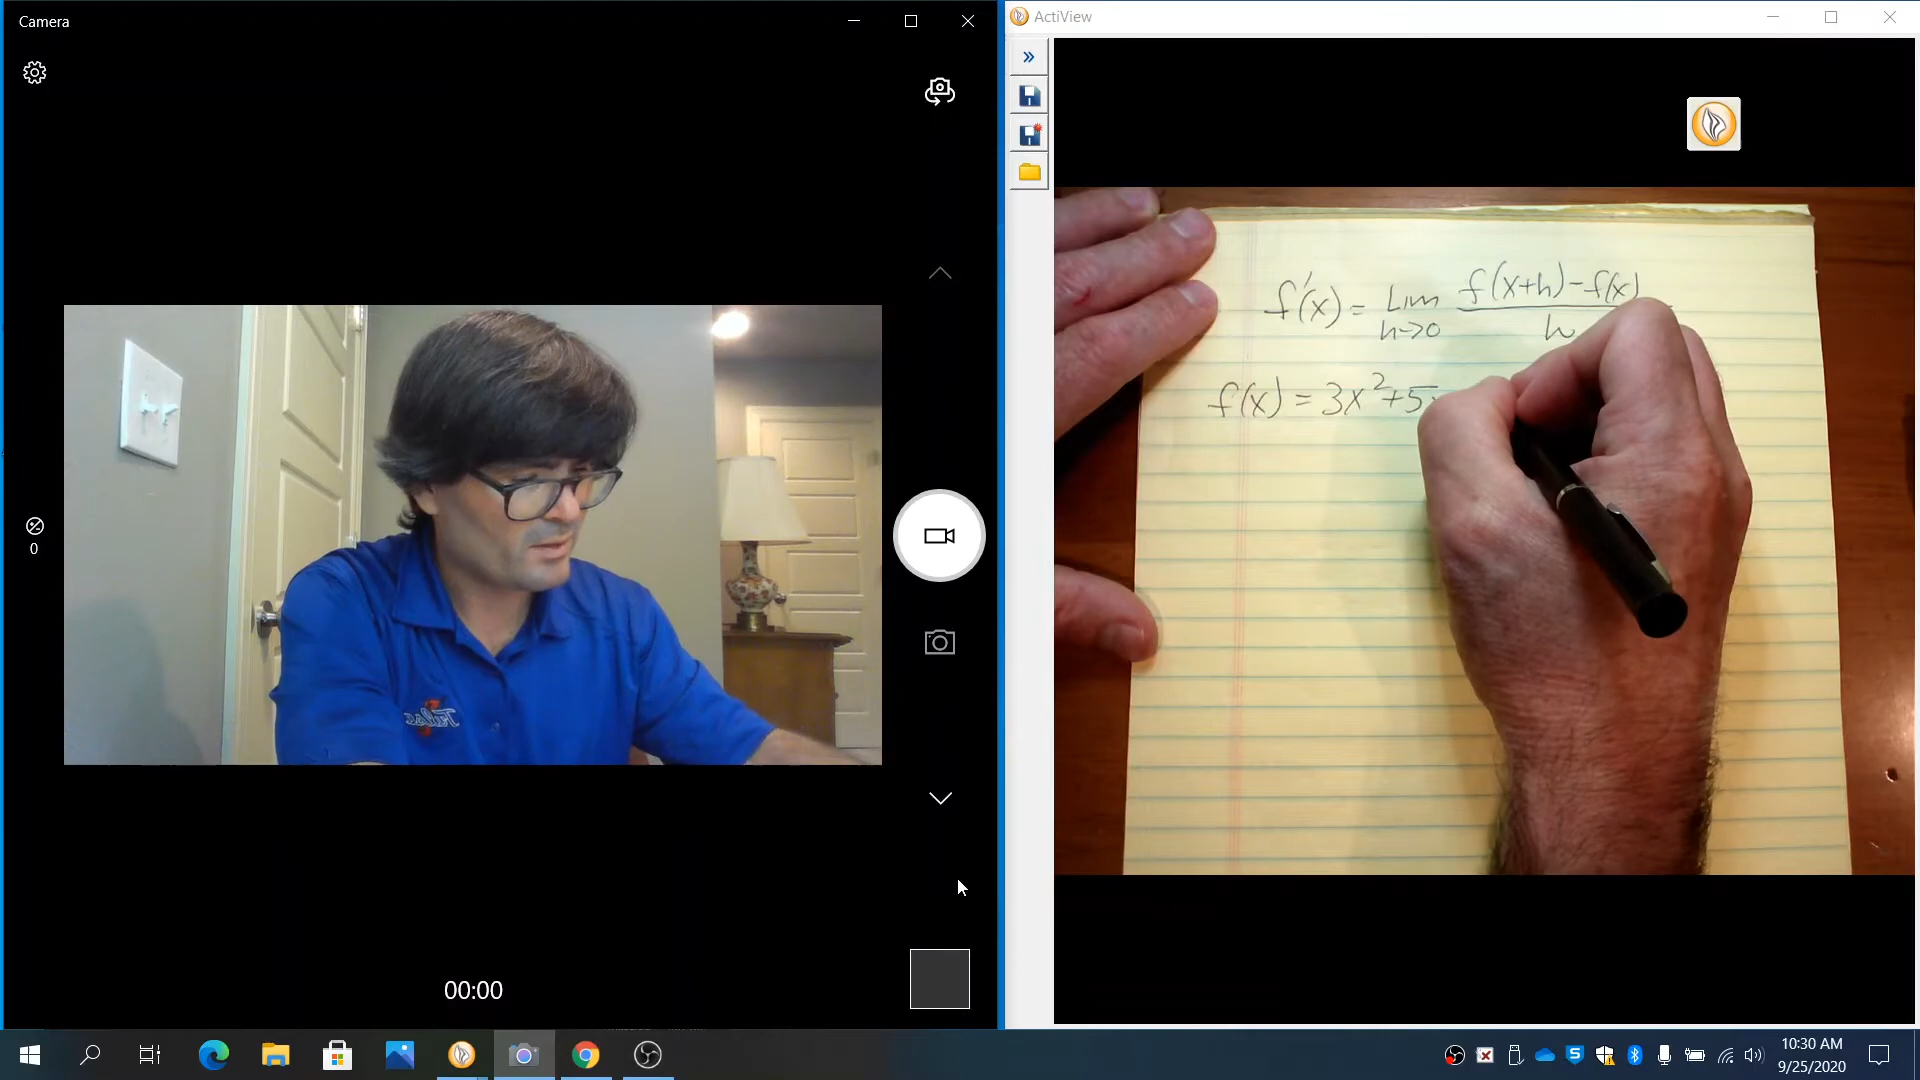 Camera
ActiView
0
f'(x) = Lim h→0 f(x+h)-f(x) / h
f(x) = 3x²+5
00:00
10:30 AM
9/25/2020